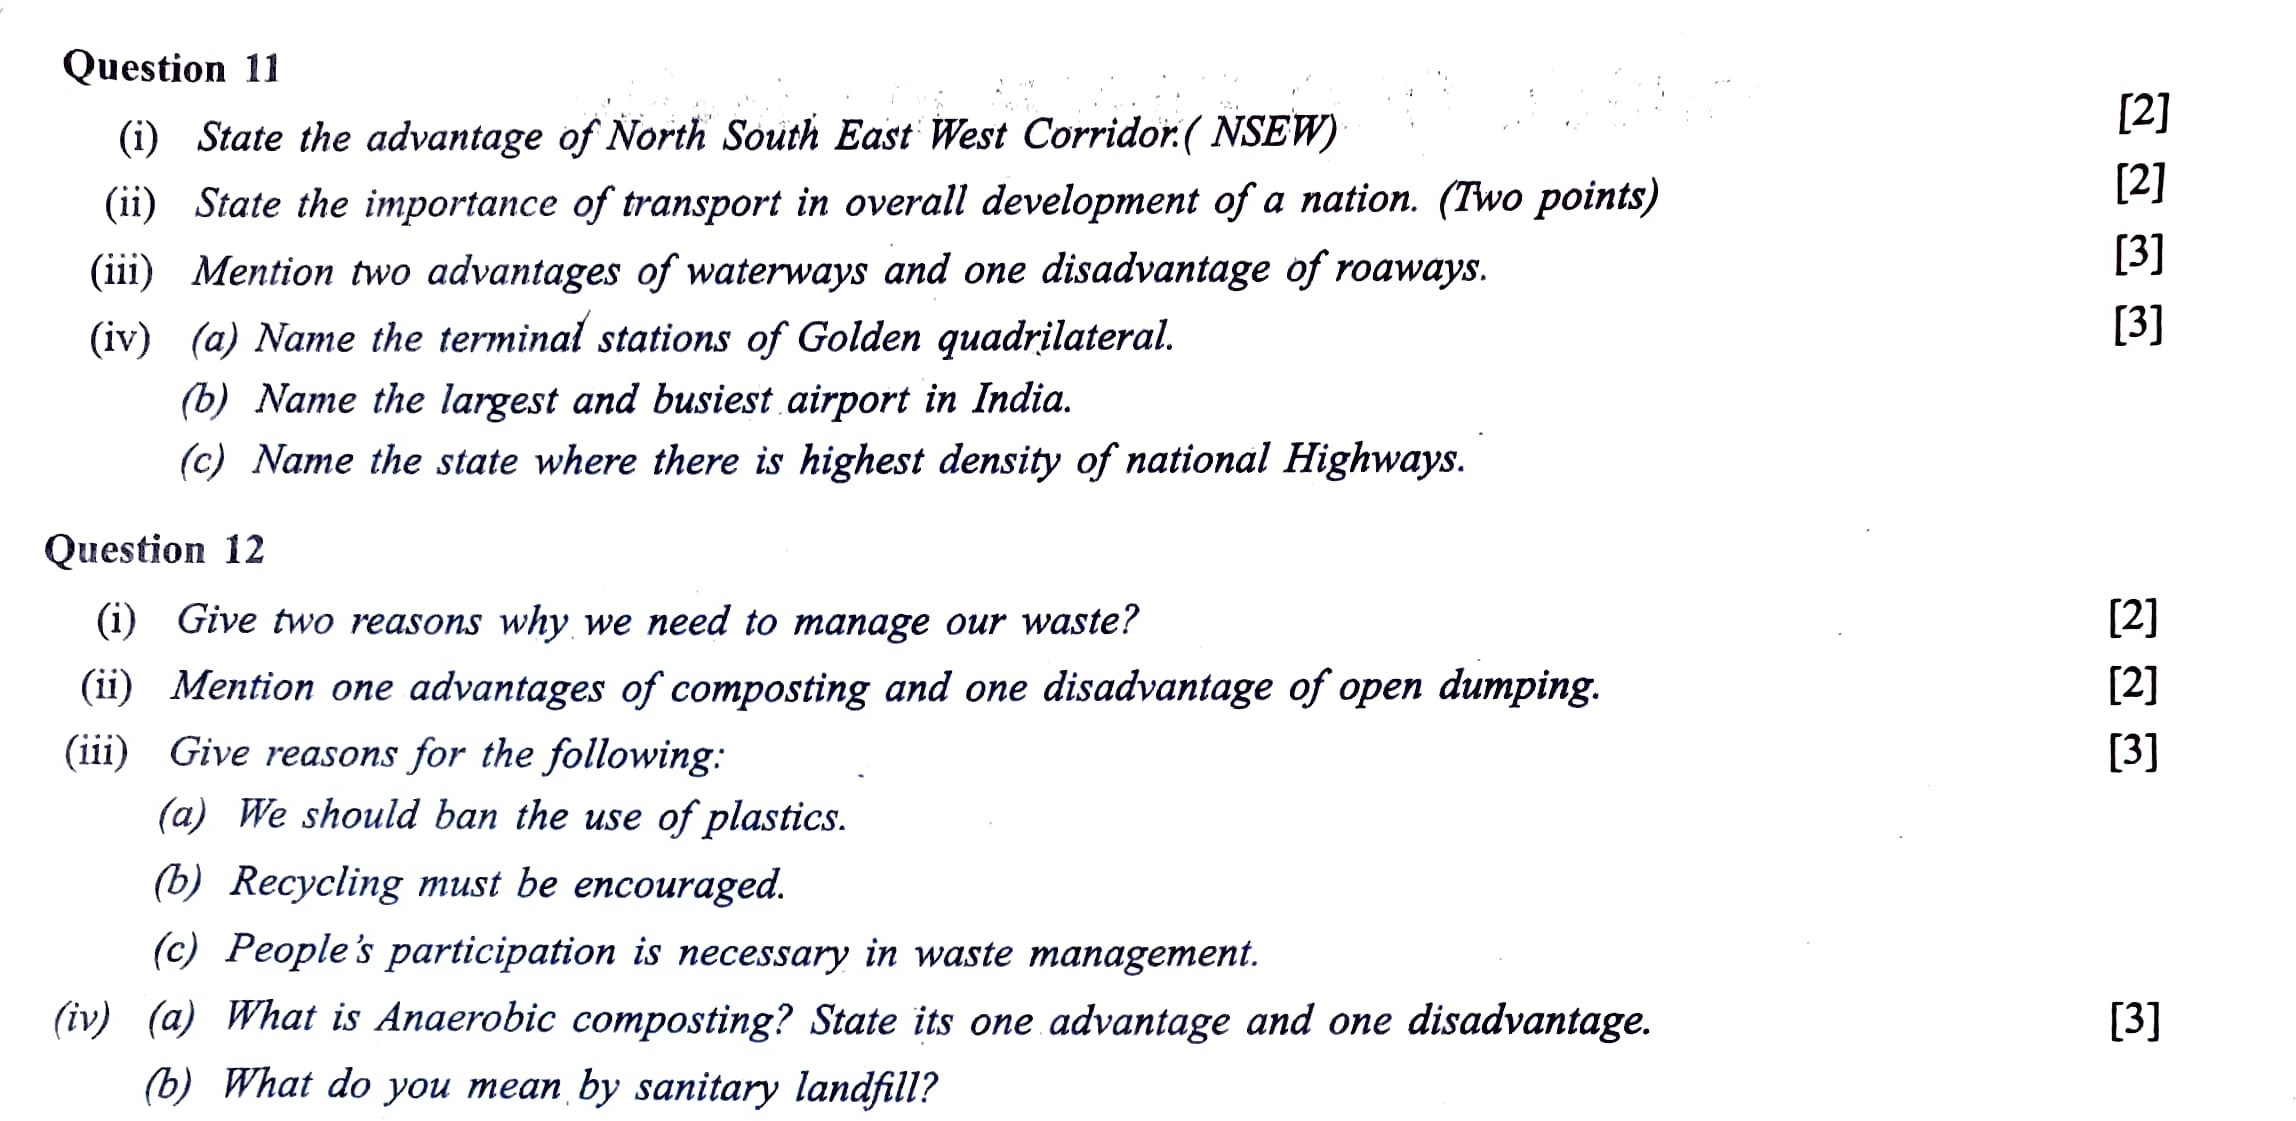 Question 11
(i) State the advantage of North South East West Corridor.( NSEW) [2]
(ii) State the importance of transport in overall development of a nation. (Two points) [2]
(iii) Mention two advantages of waterways and one disadvantage of roaways. [3]
(iv) (a) Name the terminal stations of Golden quadrilateral. [3]
(b) Name the largest and busiest airport in India.
(c) Name the state where there is highest density of national Highways.
Question 12
(i) Give two reasons why we need to manage our waste? [2]
(ii) Mention one advantages of composting and one disadvantage of open dumping. [2]
(iii) Give reasons for the following: [3]
(a) We should ban the use of plastics.
(b) Recycling must be encouraged.
(c) People's participation is necessary in waste management.
(iv) (a) What is Anaerobic composting? State its one advantage and one disadvantage. [3]
(b) What do you mean by sanitary landfill?